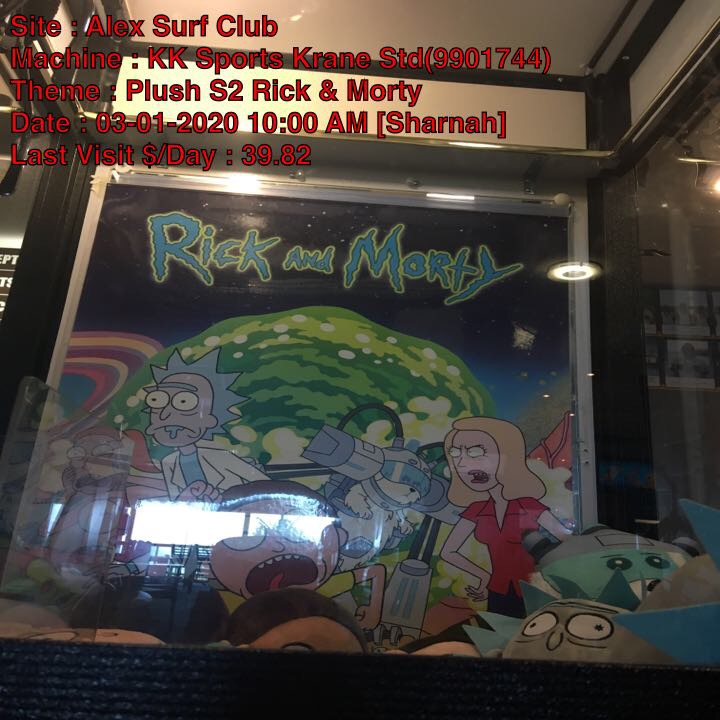 Site : Alex Surf Club
Machine : KK Sports Krane Std(9901744)
Theme : Plush S2 Rick & Morty
Date : 03-01-2020 10:00 AM [Sharnah]
Last Visit $/Day : 39.82
Rick and Morty